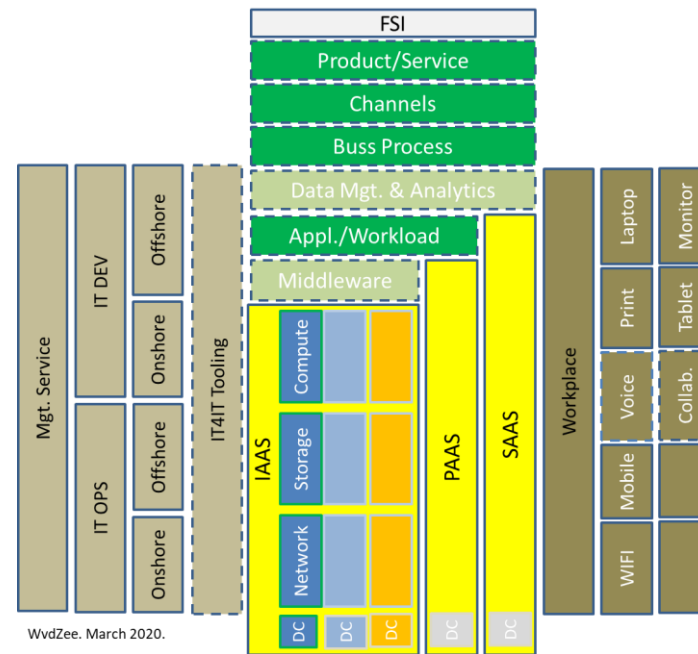 FSI
Product/Service
Channels
Buss Process
Data Mgt. & Analytics
Appl./Workload
Middleware
Mgt. Service
IT DEV
IT OPS
Offshore
Onshore
Offshore
Onshore
IT4IT Tooling
IAAS
Compute
Storage
Network
DC
DC
DC
PAAS
DC
SAAS
DC
Workplace
Laptop
Print
Voice
Mobile
WIFI
Monitor
Tablet
Collab.
WvdZee. March 2020.